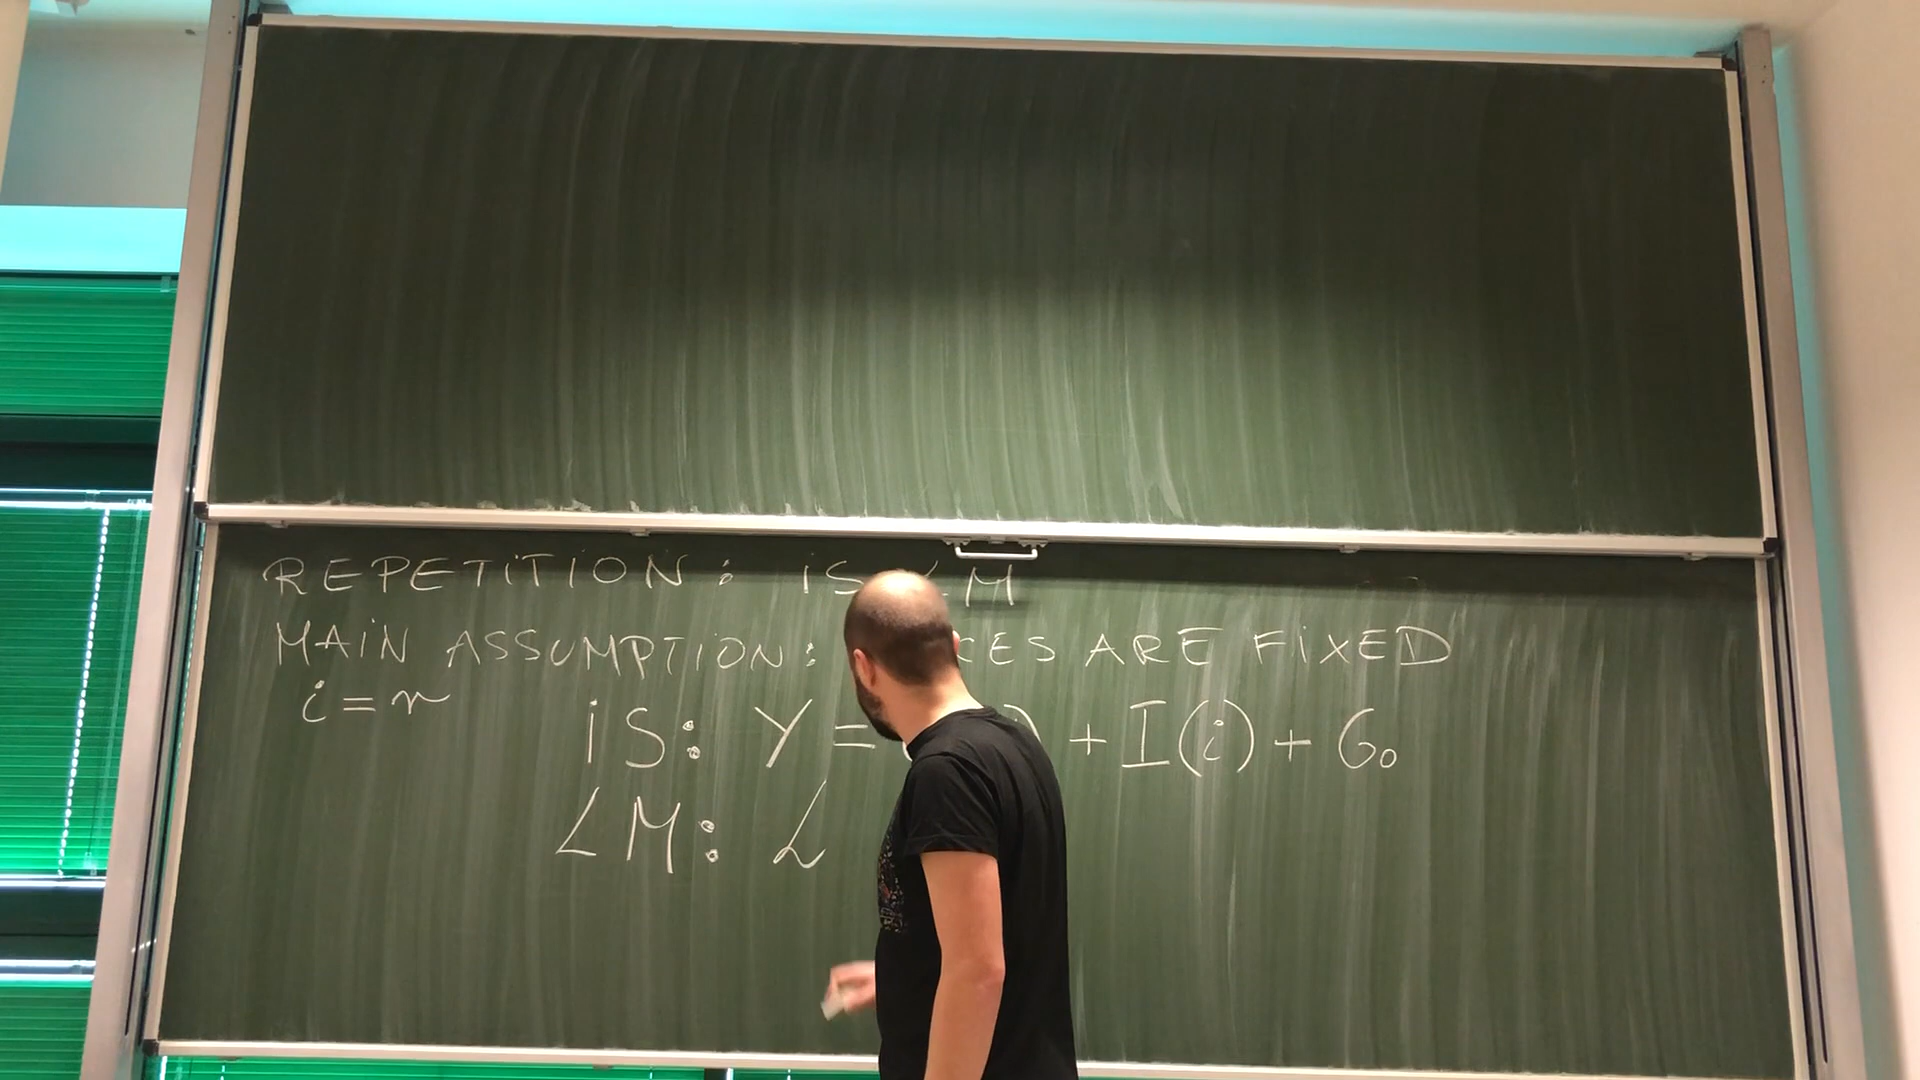 REPETITION: iS M
MAIN ASSUMPTION: CES ARE FIXED
i = r
iS: Y = ) + I(i) + G₀
LM: L